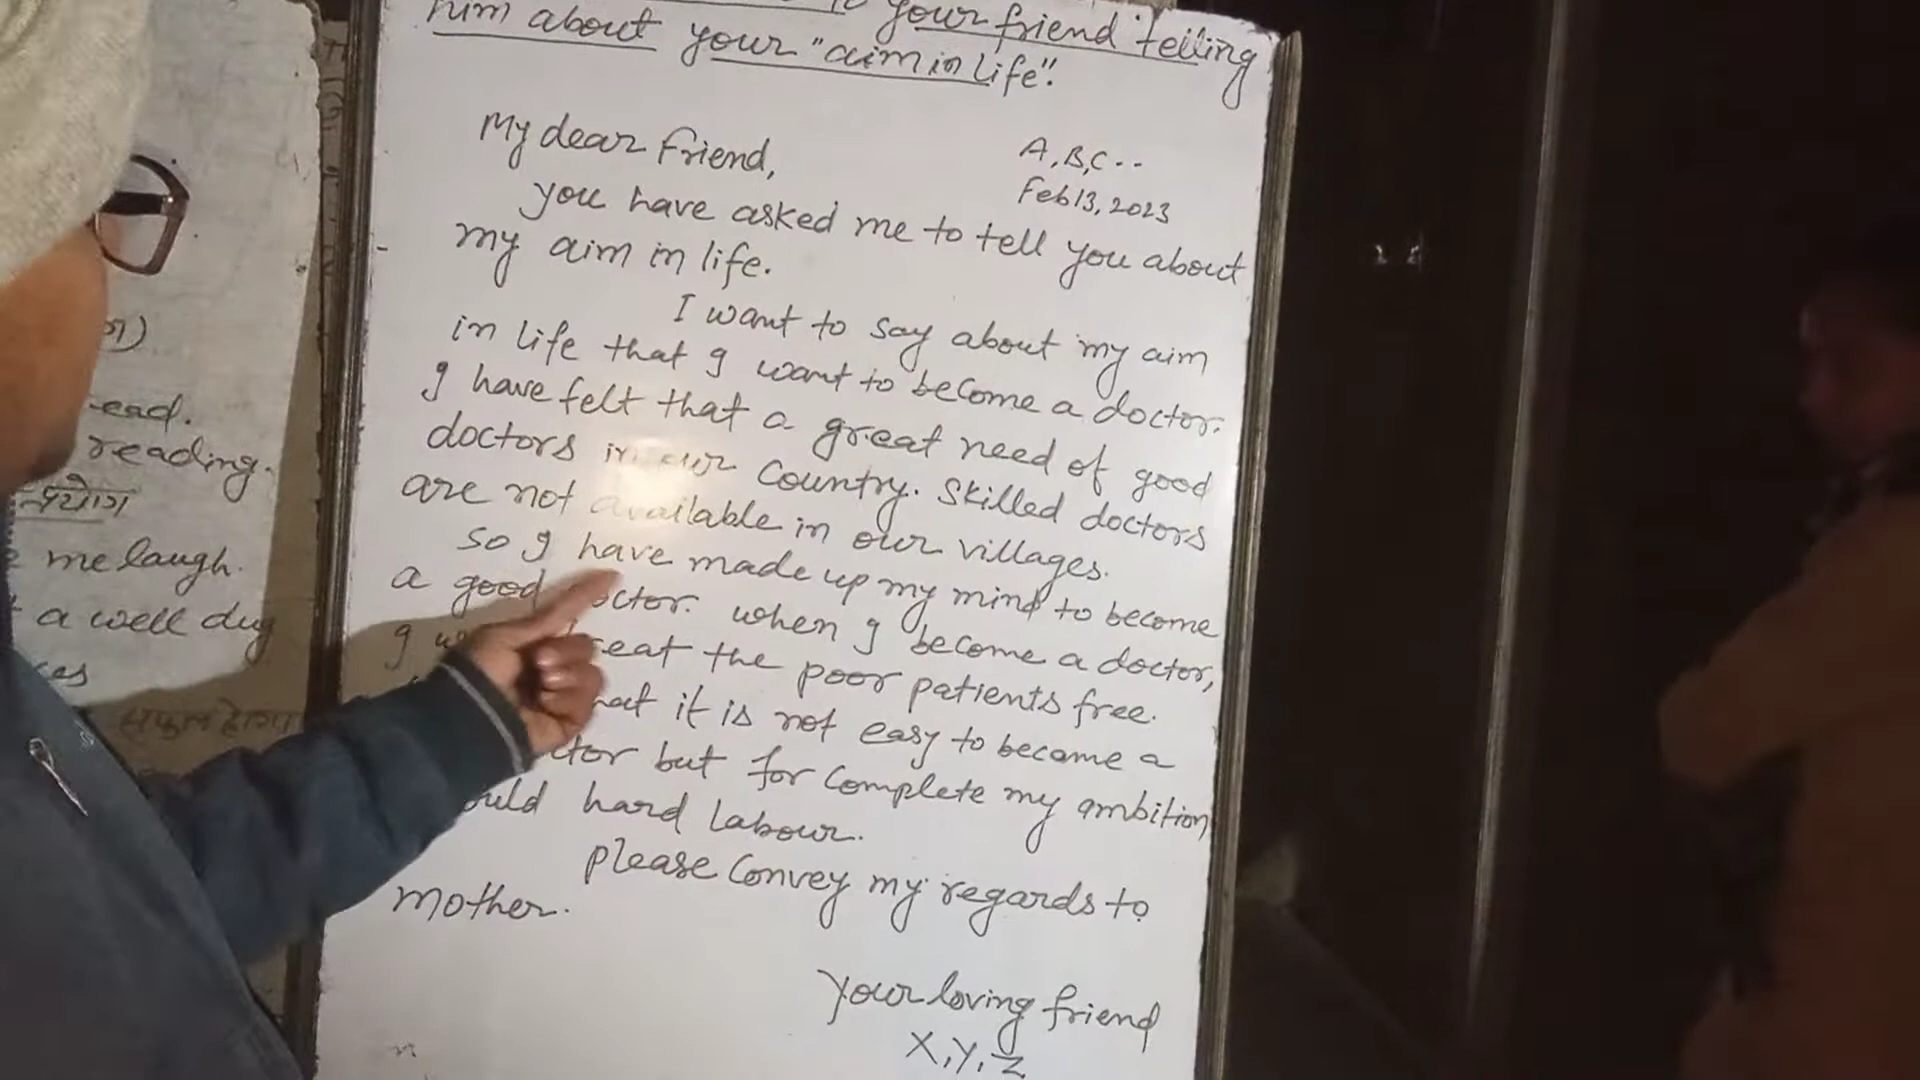 your friend telling
him about your "aim in life".
A, B, C --
Feb 13, 2023
My dear friend,
you have asked me to tell you about
my aim in life.
I want to say about my aim
in life that I want to become a doctor.
I have felt that a great need of good
doctors in our Country. Skilled doctors
are not available in our villages.
So I have made up my mind to become
a good when I become a doctor,
I the poor patients free.
it is not easy to become a
but for complete my ambition
hard labour.
please convey my regards to
mother.
Your loving friend
X, Y, Z
reading.
me laugh.
a well dug